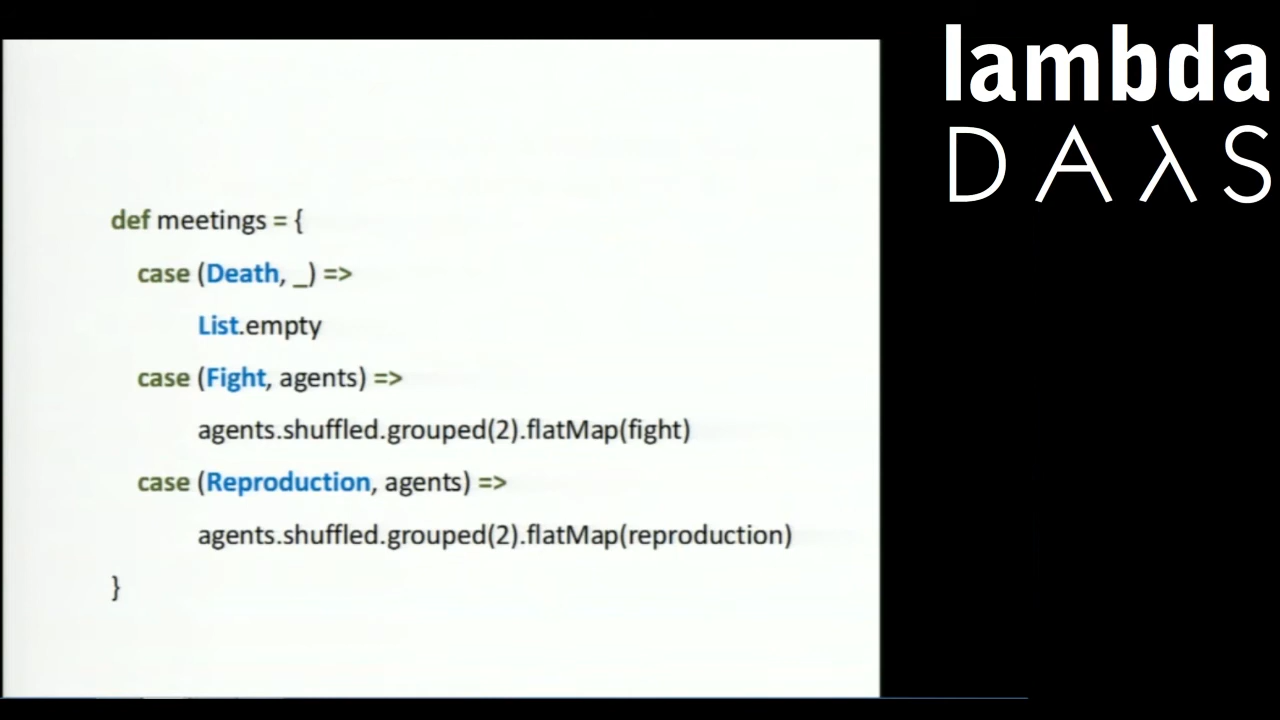 def meetings = {
case (Death, _) =>
List.empty
case (Fight, agents) =>
agents.shuffled.grouped(2).flatMap(fight)
case (Reproduction, agents) =>
agents.shuffled.grouped(2).flatMap(reproduction)
}
lambda
DAλS